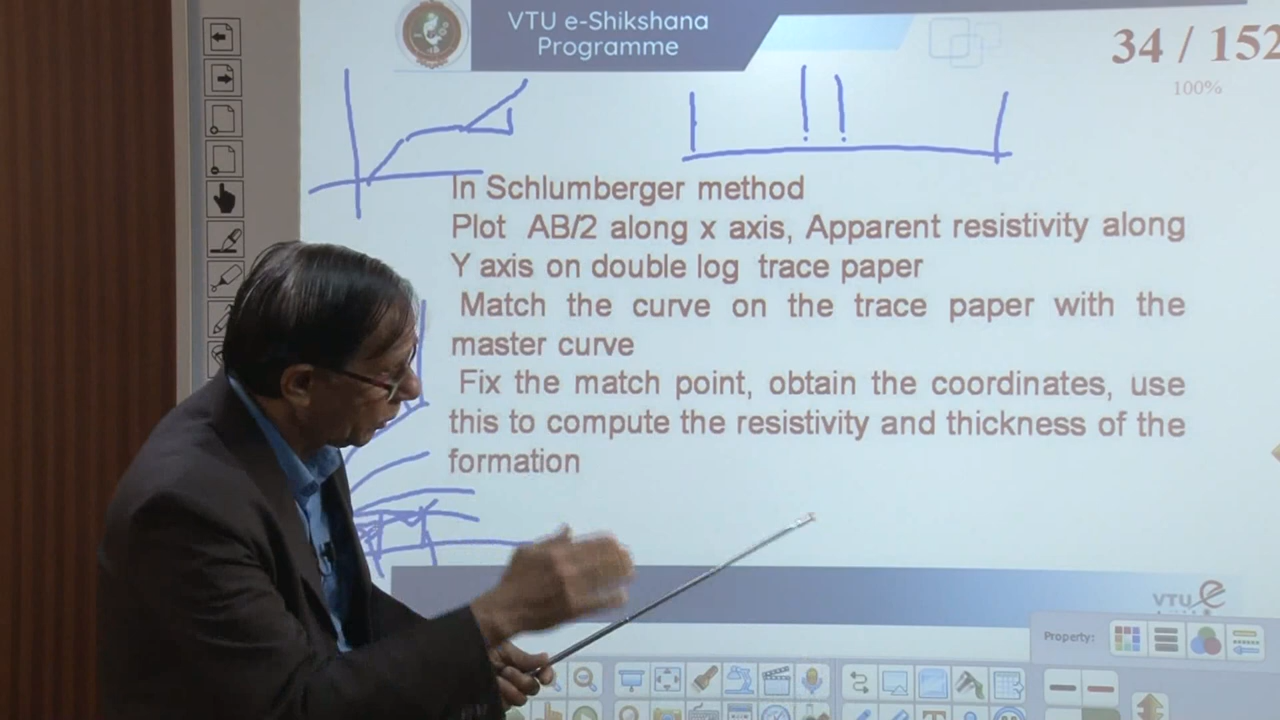 VTU e-Shikshana
Programme
34 / 152
100%
In Schlumberger method
Plot AB/2 along x axis, Apparent resistivity along
Y axis on double log trace paper
Match the curve on the trace paper with the
master curve
Fix the match point, obtain the coordinates, use
this to compute the resistivity and thickness of the
formation
VTU e
Property: